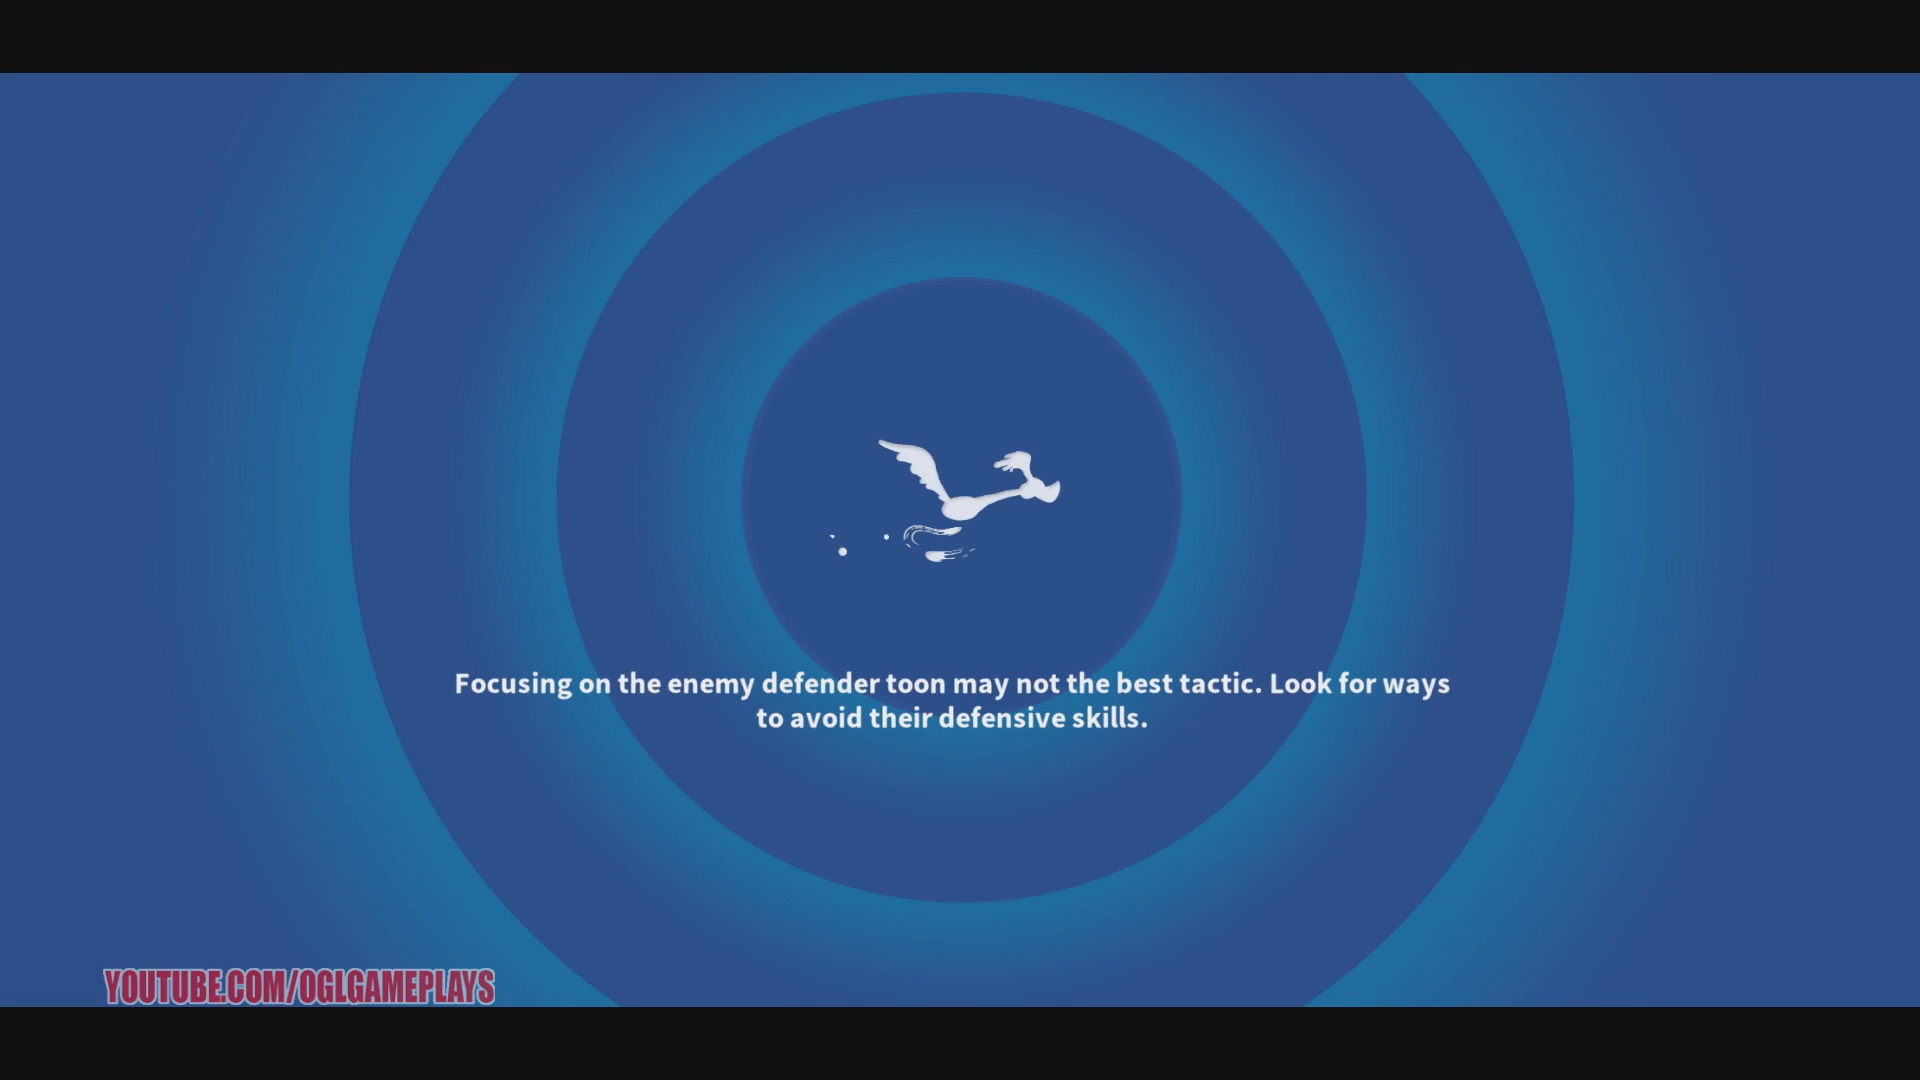 Focusing on the enemy defender toon may not the best tactic. Look for ways
to avoid their defensive skills.
YOUTUBE.COM/OGLGAMEPLAYS